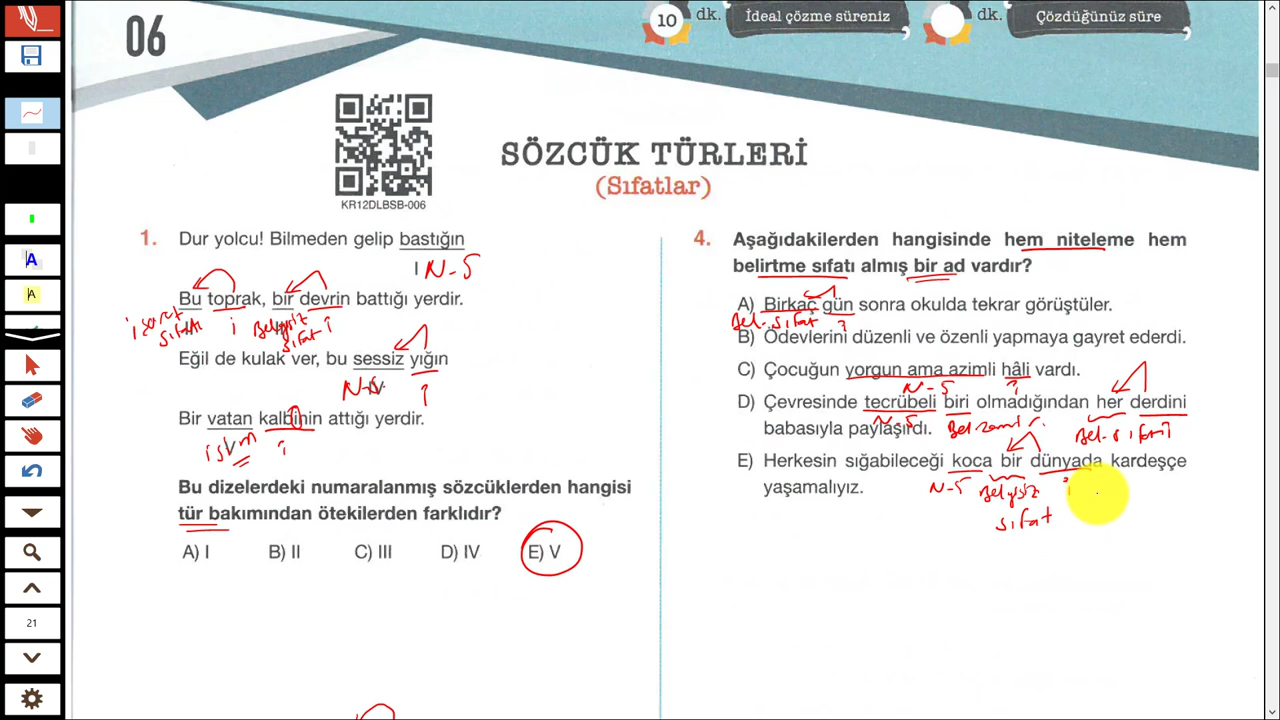 06
10 dk.
İdeal çözme süreniz
dk.
Çözdüğünüz süre
KR12DLBSB-006
SÖZCÜK TÜRLERİ
(Sıfatlar)
1. Dur yolcu! Bilmeden gelip bastığın
I N-S
Bu toprak, bir devrin battığı yerdir.
işaret sıfatı i Belgisiz sıfat i
Eğil de kulak ver, bu sessiz yığın
N-S IV i
Bir vatan kalbinin attığı yerdir.
isim V i
Bu dizelerdeki numaralanmış sözcüklerden hangisi
tür bakımından ötekilerden farklıdır?
A) I B) II C) III D) IV E) V
4. Aşağıdakilerden hangisinde hem niteleme hem
belirtme sıfatı almış bir ad vardır?
A) Birkaç gün sonra okulda tekrar görüştüler.
Bel. sıfat i
B) Ödevlerini düzenli ve özenli yapmaya gayret ederdi.
C) Çocuğun yorgun ama azimli hâli vardı.
N-S i
D) Çevresinde tecrübeli biri olmadığından her derdini
N-S
babasıyla paylaşırdı.
Bel. zamir. Bel. sıfat i
E) Herkesin sığabileceği koca bir dünyada kardeşçe
yaşamalıyız.
N-S Belgisiz sıfat i
A
A
21